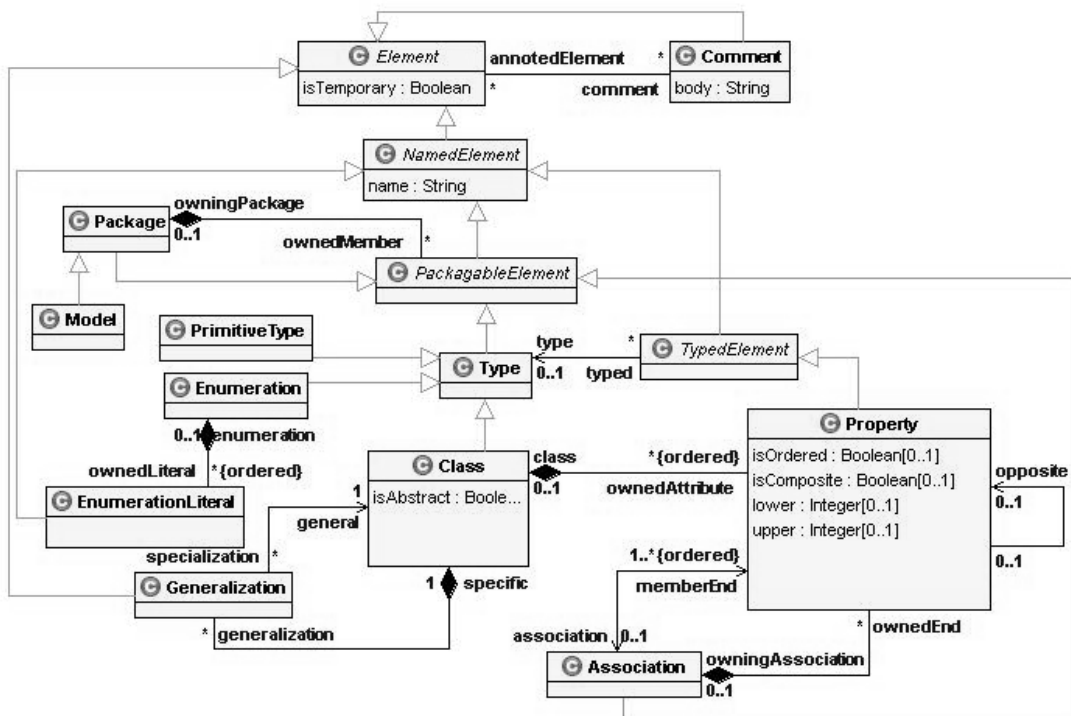 Element
isTemporary : Boolean
annotedElement
*
*
comment
Comment
body : String
NamedElement
name : String
Package
owningPackage
0..1
ownedMember
*
PackagableElement
Model
PrimitiveType
Type
type
0..1
*
typed
TypedElement
Enumeration
0..1
enumeration
ownedLiteral
*{ordered}
EnumerationLiteral
Class
isAbstract : Boole...
class
0..1
*{ordered}
ownedAttribute
Property
isOrdered : Boolean[0..1]
isComposite : Boolean[0..1]
lower : Integer[0..1]
upper : Integer[0..1]
opposite
0..1
0..1
1
general
specialization
*
Generalization
1
specific
*
generalization
1..*{ordered}
memberEnd
association
0..1
*
ownedEnd
Association
owningAssociation
0..1